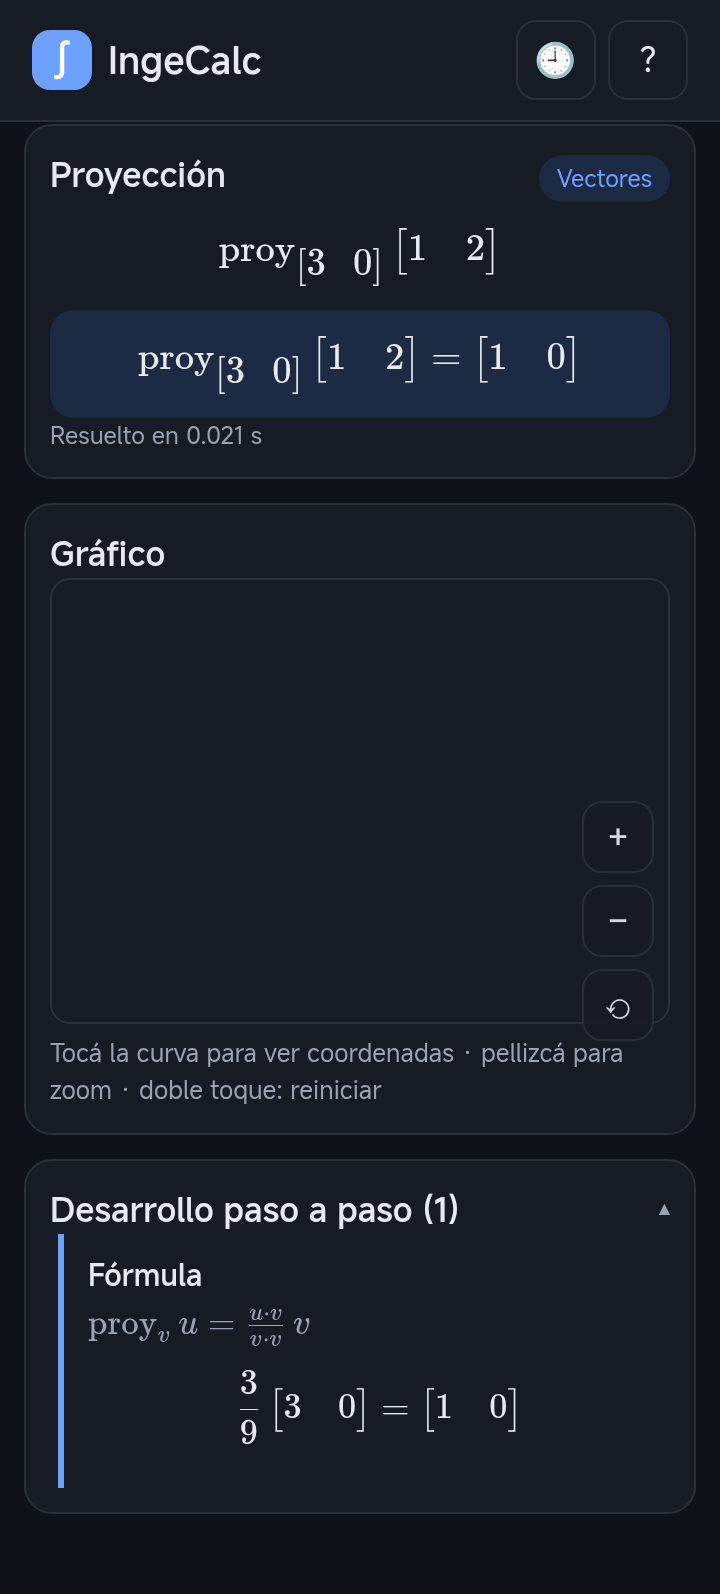 ∫ IngeCalc 🕘 ?
Proyección Vectores
proy[3 0] [1 2]
proy[3 0] [1 2] = [1 0]
Resuelto en 0.021 s
Gráfico
+
−
⟲
Tocá la curva para ver coordenadas · pellizcá para
zoom · doble toque: reiniciar
Desarrollo paso a paso (1) ▲
Fórmula
proy_v u = (u·v)/(v·v) v
3/9 [3 0] = [1 0]